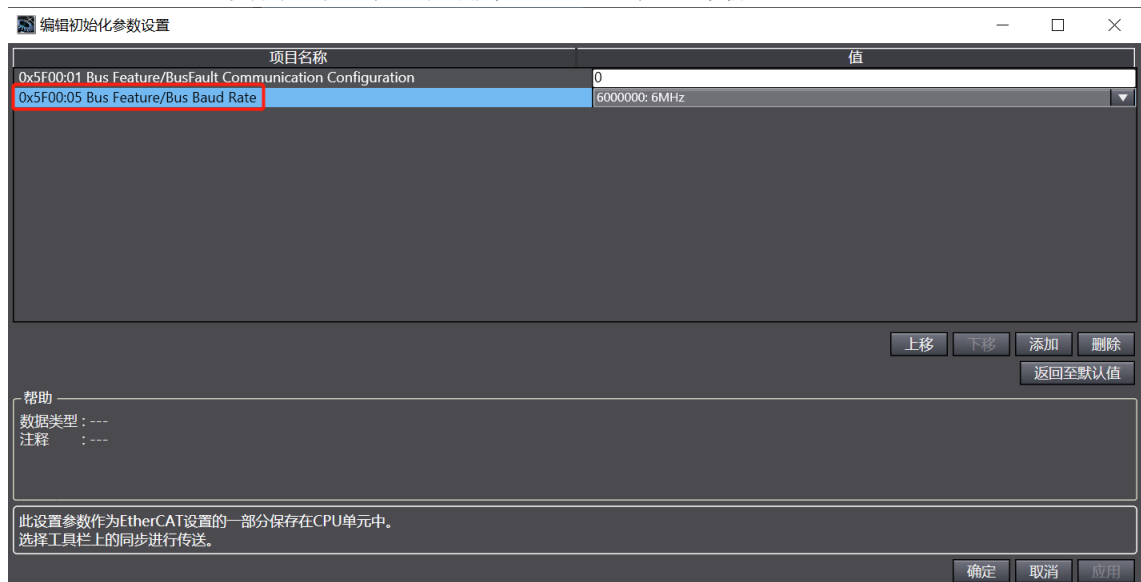 编辑初始化参数设置
项目名称 值
0x5F00:01 Bus Feature/BusFault Communication Configuration 0
0x5F00:05 Bus Feature/Bus Baud Rate 6000000: 6MHz
上移 下移 添加 删除
返回至默认值
帮助
数据类型 : ---
注释 : ---
此设置参数作为EtherCAT设置的一部分保存在CPU单元中。
选择工具栏上的同步进行传送。
确定 取消 应用